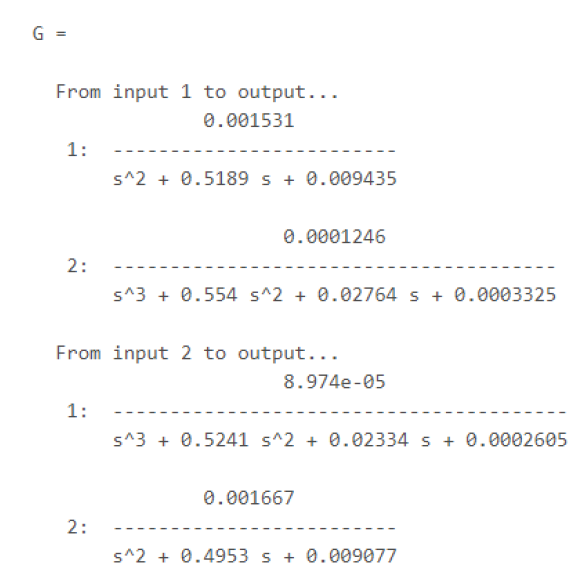 G =
From input 1 to output...
0.001531
1: -------------------------
s^2 + 0.5189 s + 0.009435
0.0001246
2: ---------------------------------------
s^3 + 0.554 s^2 + 0.02764 s + 0.0003325
From input 2 to output...
8.974e-05
1: ----------------------------------------
s^3 + 0.5241 s^2 + 0.02334 s + 0.0002605
0.001667
2: -------------------------
s^2 + 0.4953 s + 0.009077